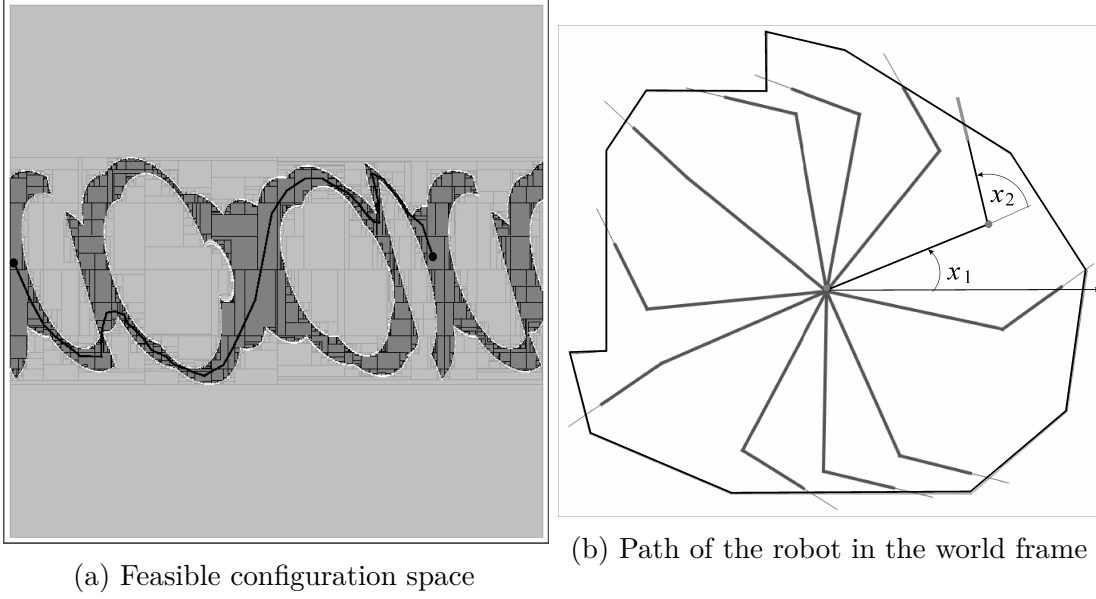 x₂
x₁
(a) Feasible configuration space
(b) Path of the robot in the world frame